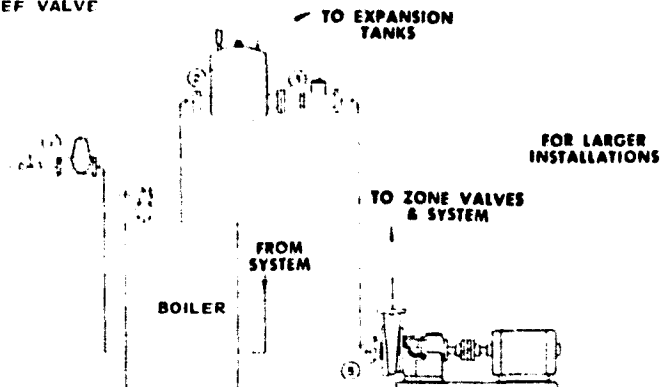 EF VALVE
TO EXPANSION
TANKS
FOR LARGER
INSTALLATIONS
TO ZONE VALVES
& SYSTEM
FROM
SYSTEM
BOILER